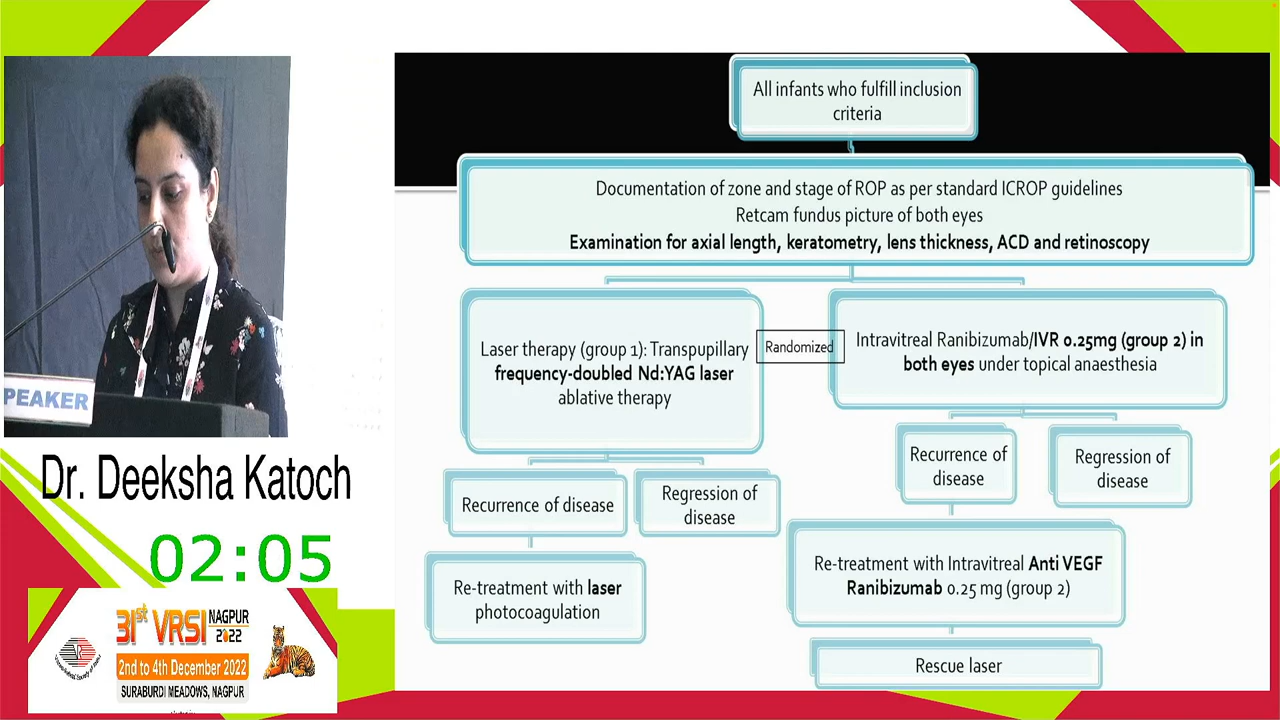 All infants who fulfill inclusion
criteria
Documentation of zone and stage of ROP as per standard ICROP guidelines
Retcam fundus picture of both eyes
Examination for axial length, keratometry, lens thickness, ACD and retinoscopy
Laser therapy (group 1): Transpupillary
frequency-doubled Nd:YAG laser
ablative therapy
Randomized
Intravitreal Ranibizumab/IVR 0.25mg (group 2) in
both eyes under topical anaesthesia
Recurrence of disease
Regression of
disease
Re-treatment with laser
photocoagulation
Recurrence of
disease
Regression of
disease
Re-treatment with Intravitreal Anti VEGF
Ranibizumab 0.25 mg (group 2)
Rescue laser
PEAKER
Dr. Deeksha Katoch
02:05
31st VRSI NAGPUR
2022
2nd to 4th December 2022
SURABURDI MEADOWS, NAGPUR